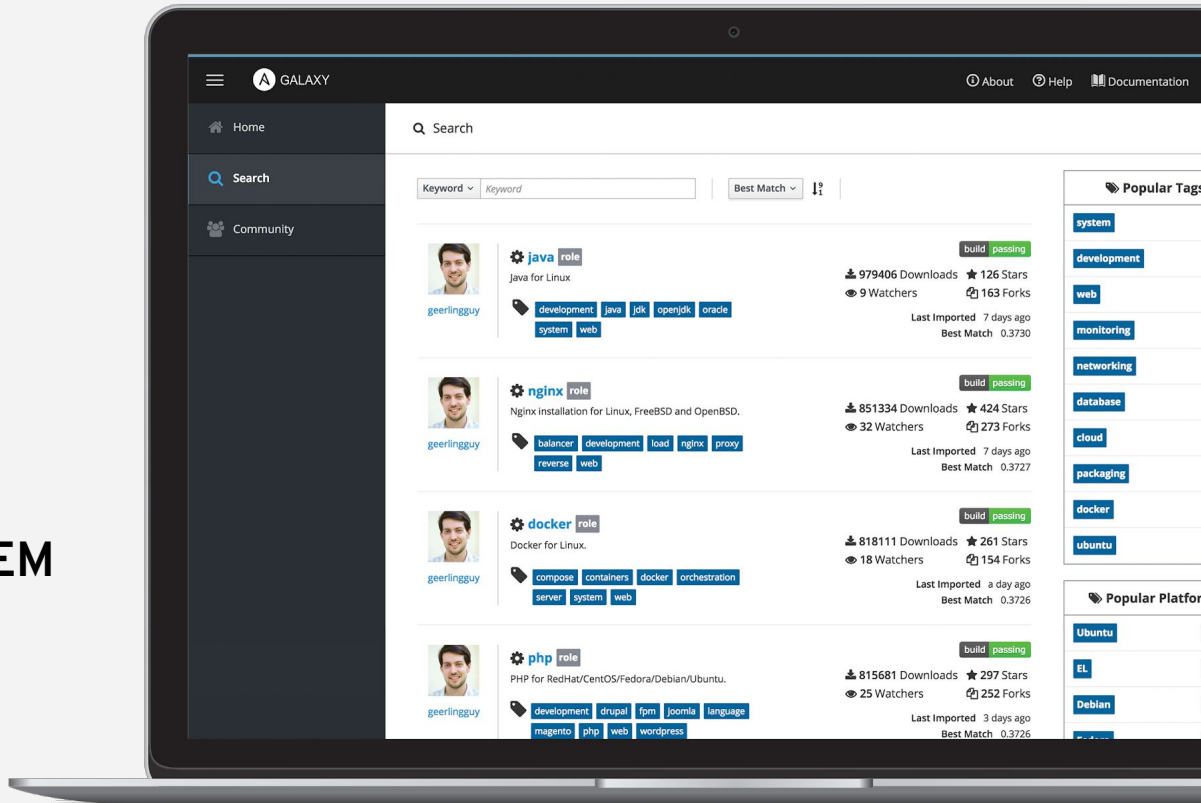 EM
A GALAXY
About Help Documentation
Home
Search
Community
Search
Keyword Keyword Best Match
java role
Java for Linux
development java jdk openjdk oracle
system web
geerlingguy
build passing
979406 Downloads 126 Stars
9 Watchers 163 Forks
Last Imported 7 days ago
Best Match 0.3730
nginx role
Nginx installation for Linux, FreeBSD and OpenBSD.
balancer development load nginx proxy
reverse web
geerlingguy
build passing
851334 Downloads 424 Stars
32 Watchers 273 Forks
Last Imported 7 days ago
Best Match 0.3727
docker role
Docker for Linux.
compose containers docker orchestration
server system web
geerlingguy
build passing
818111 Downloads 261 Stars
18 Watchers 154 Forks
Last Imported a day ago
Best Match 0.3726
php role
PHP for RedHat/CentOS/Fedora/Debian/Ubuntu.
development drupal fpm joomla language
magento php web wordpress
geerlingguy
build passing
815681 Downloads 297 Stars
25 Watchers 252 Forks
Last Imported 3 days ago
Best Match 0.3726
Popular Tags
system
development
web
monitoring
networking
database
cloud
packaging
docker
ubuntu
Popular Platfor
Ubuntu
EL
Debian